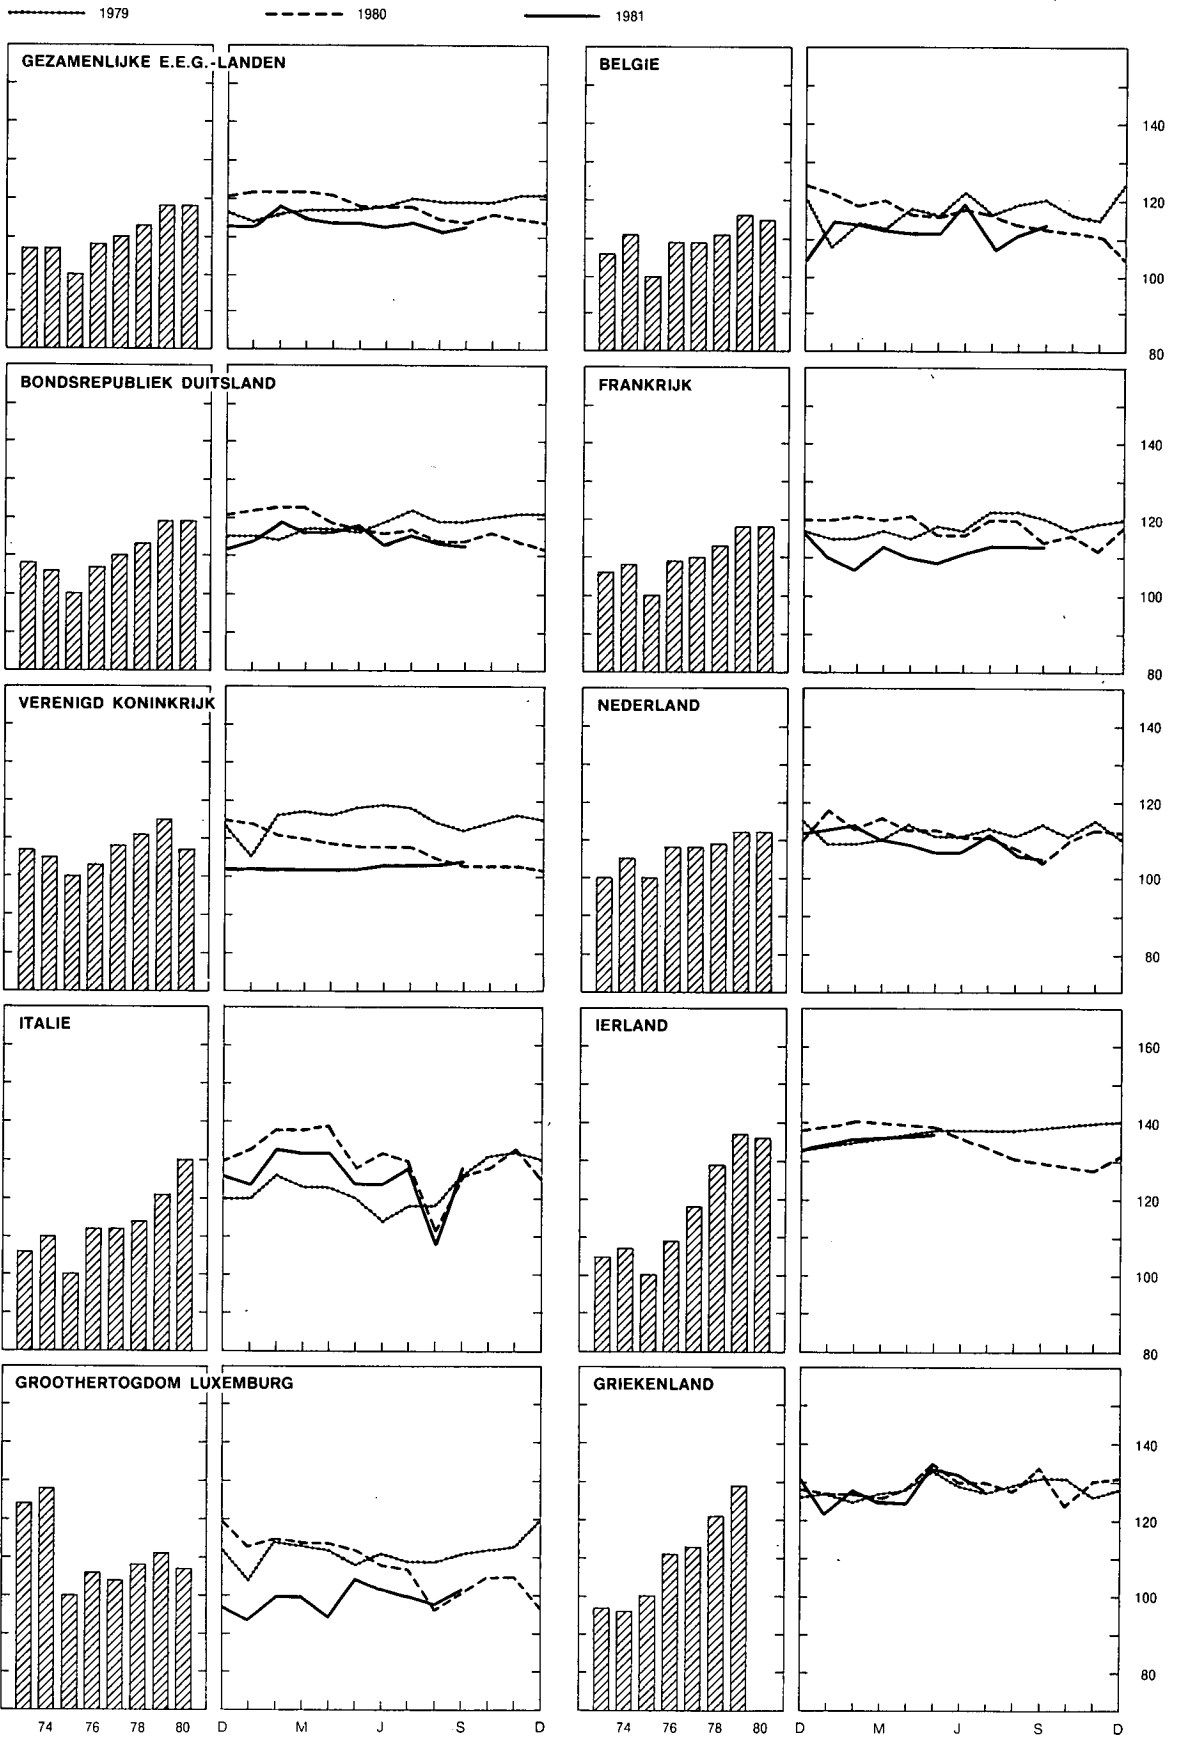 1979 1980 1981
GEZAMENLIJKE E.E.G.-LANDEN
BELGIE
140
120
100
80
BONDSREPUBLIEK DUITSLAND
FRANKRIJK
140
120
100
80
VERENIGD KONINKRIJK
NEDERLAND
140
120
100
80
ITALIE
IERLAND
160
140
120
100
80
GROOTHERTOGDOM LUXEMBURG
GRIEKENLAND
140
120
100
80
74 76 78 80 D M J S D 74 76 78 80 D M J S D